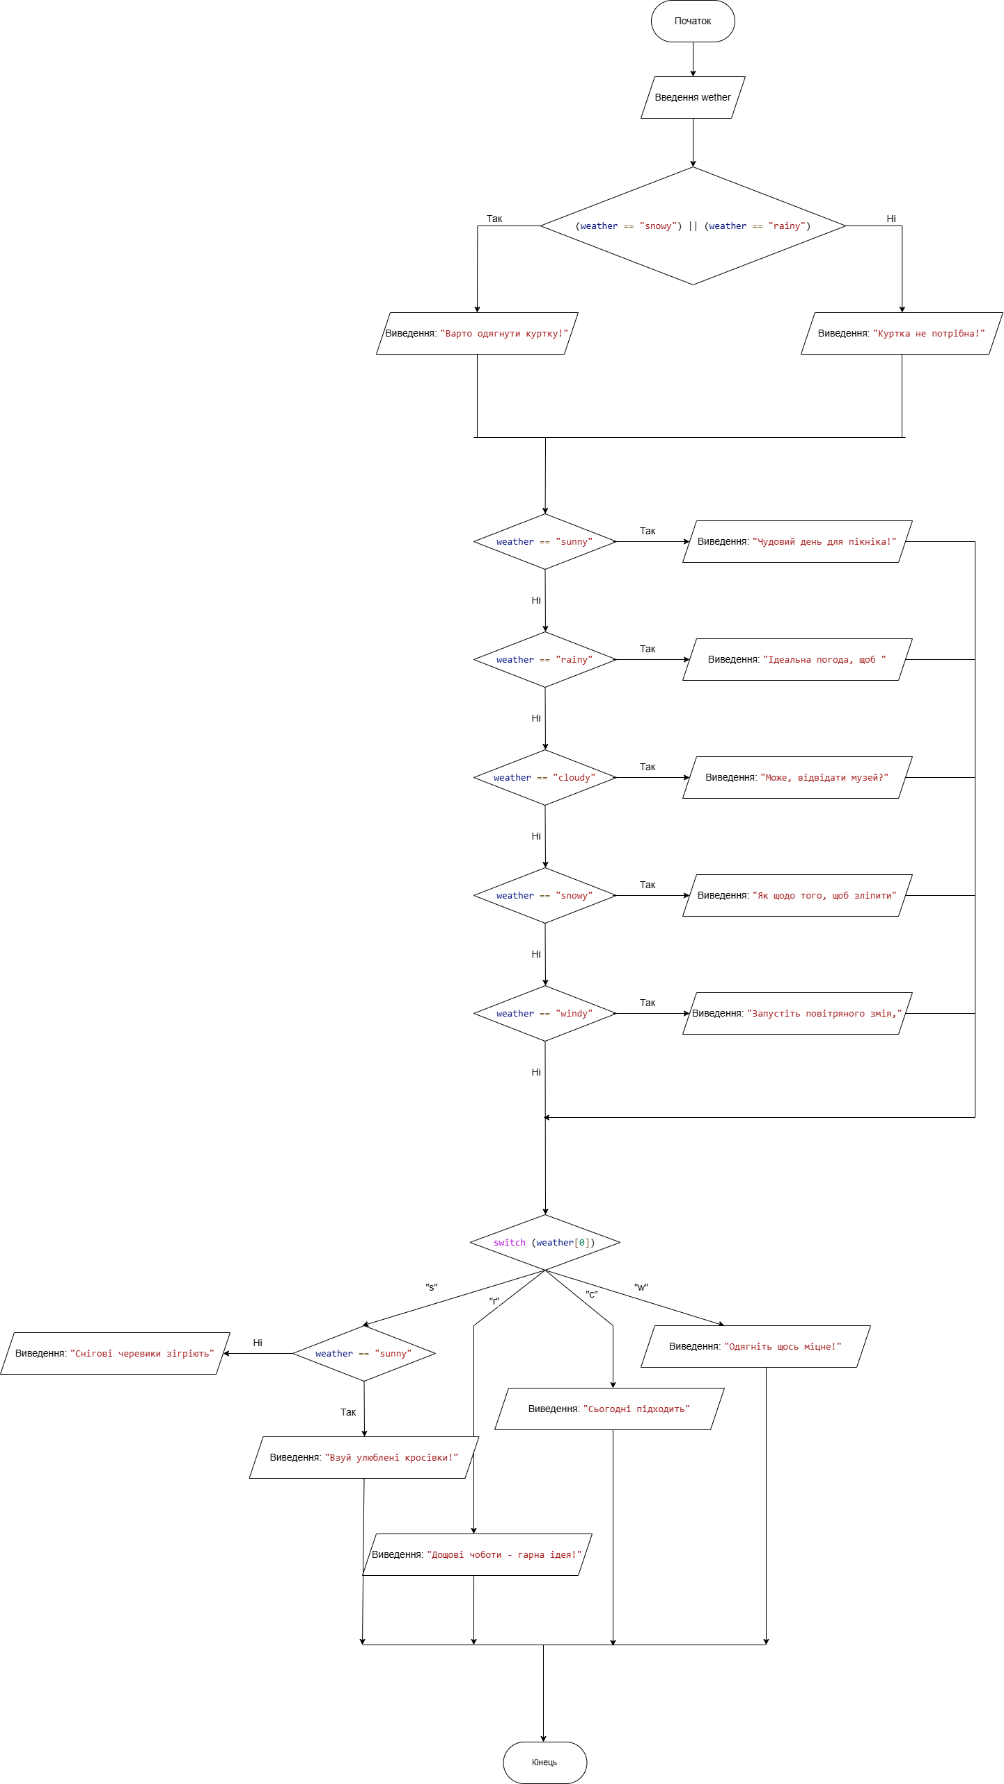 Початок
Введення wether
(weather == "snowy") || (weather == "rainy")
Так
Ні
Виведення: "Варто одягнути куртку!"
Виведення: "Куртка не потрібна!"
weather == "sunny"
Так
Виведення: "Чудовий день для пікніка!"
Ні
weather == "rainy"
Так
Виведення: "Ідеальна погода, щоб "
Ні
weather == "cloudy"
Так
Виведення: "Може, відвідати музей?"
Ні
weather == "snowy"
Так
Виведення: "Як щодо того, щоб зліпити"
Ні
weather == "windy"
Так
Виведення: "Запустіть повітряного змія,"
Ні
switch (weather[0])
"s"
"r"
"c"
"w"
Виведення: "Снігові черевики зігріють"
Ні
weather == "sunny"
Виведення: "Одягніть щось міцне!"
Так
Виведення: "Сьогодні підходить"
Виведення: "Взуй улюблені кросівки!"
Виведення: "Дощові чоботи - гарна ідея!"
Кінець